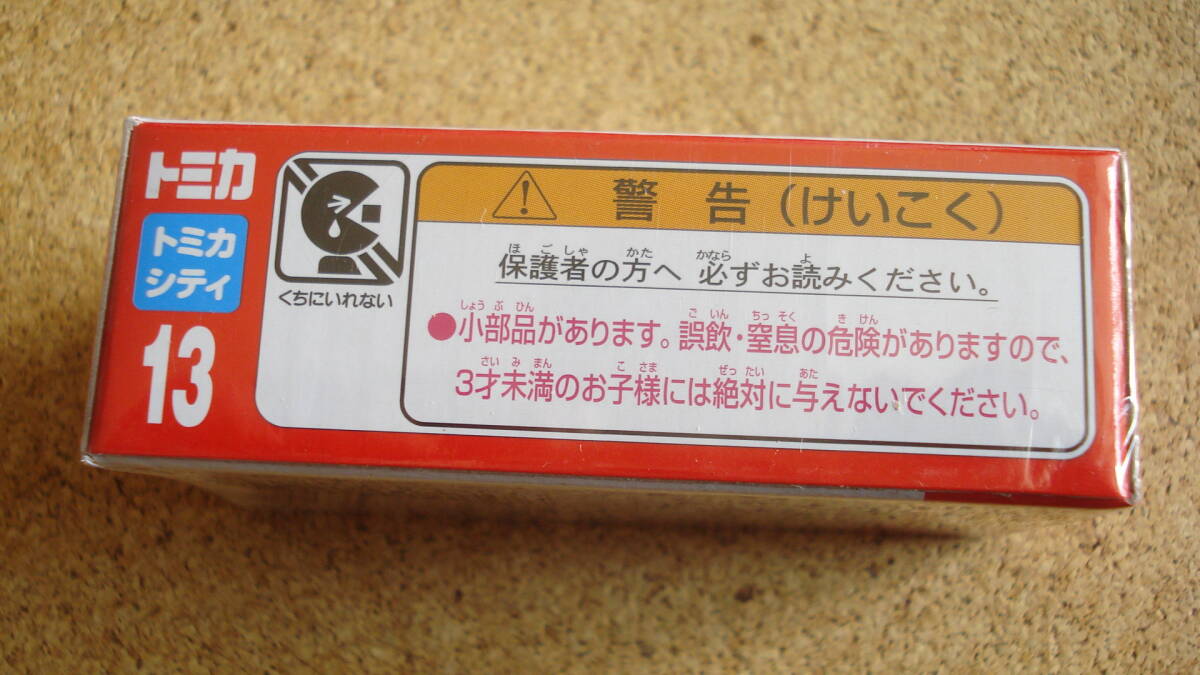 トミカ
トミカ
シティ
13
くちにいれない
警告(けいこく)
ほごしゃ かた かなら よ
保護者の方へ 必ずお読みください。
しょうぶひん ごいん ちっそく きけん
●小部品があります。誤飲・窒息の危険がありますので、
さいみまん こさま ぜったい あた
3才未満のお子様には絶対に与えないでください。